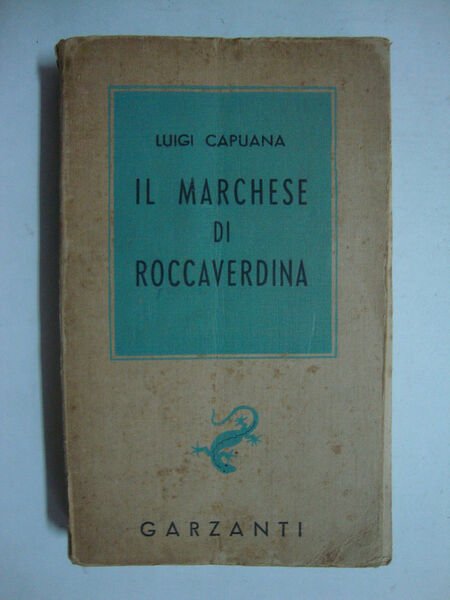 LUIGI CAPUANA
IL MARCHESE
DI
ROCCAVERDINA
GARZANTI